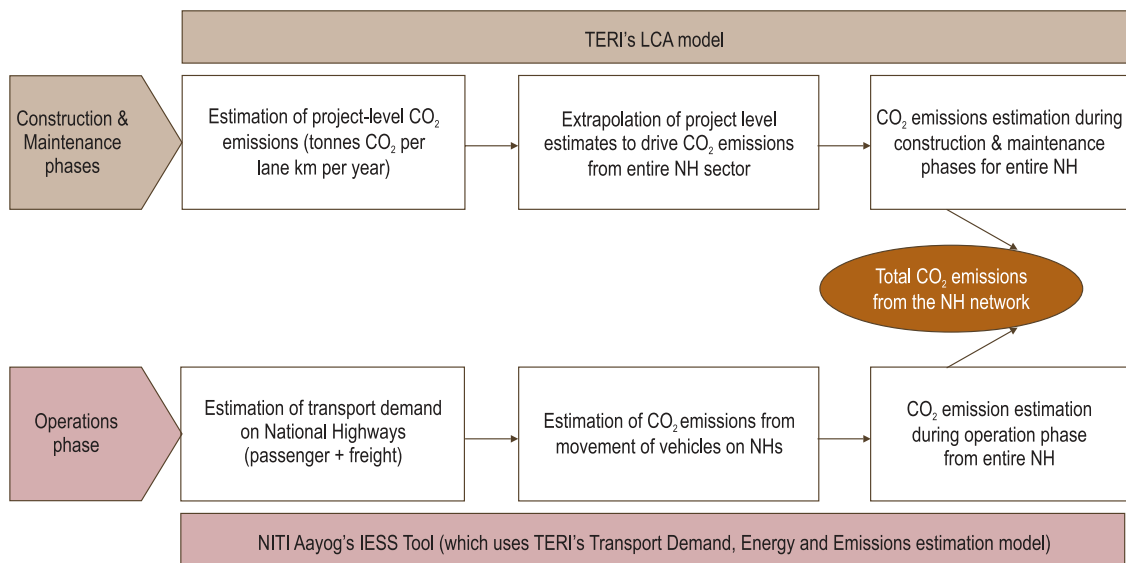 TERI's LCA model
Construction &
Maintenance
phases
Estimation of project-level CO₂
emissions (tonnes CO₂ per
lane km per year)
Extrapolation of project level
estimates to drive CO₂ emissions
from entire NH sector
CO₂ emissions estimation during
construction & maintenance
phases for entire NH
Total CO₂ emissions
from the NH network
Operations
phase
Estimation of transport demand
on National Highways
(passenger + freight)
Estimation of CO₂ emissions from
movement of vehicles on NHs
CO₂ emission estimation
during operation phase
from entire NH
NITI Aayog's IESS Tool (which uses TERI's Transport Demand, Energy and Emissions estimation model)